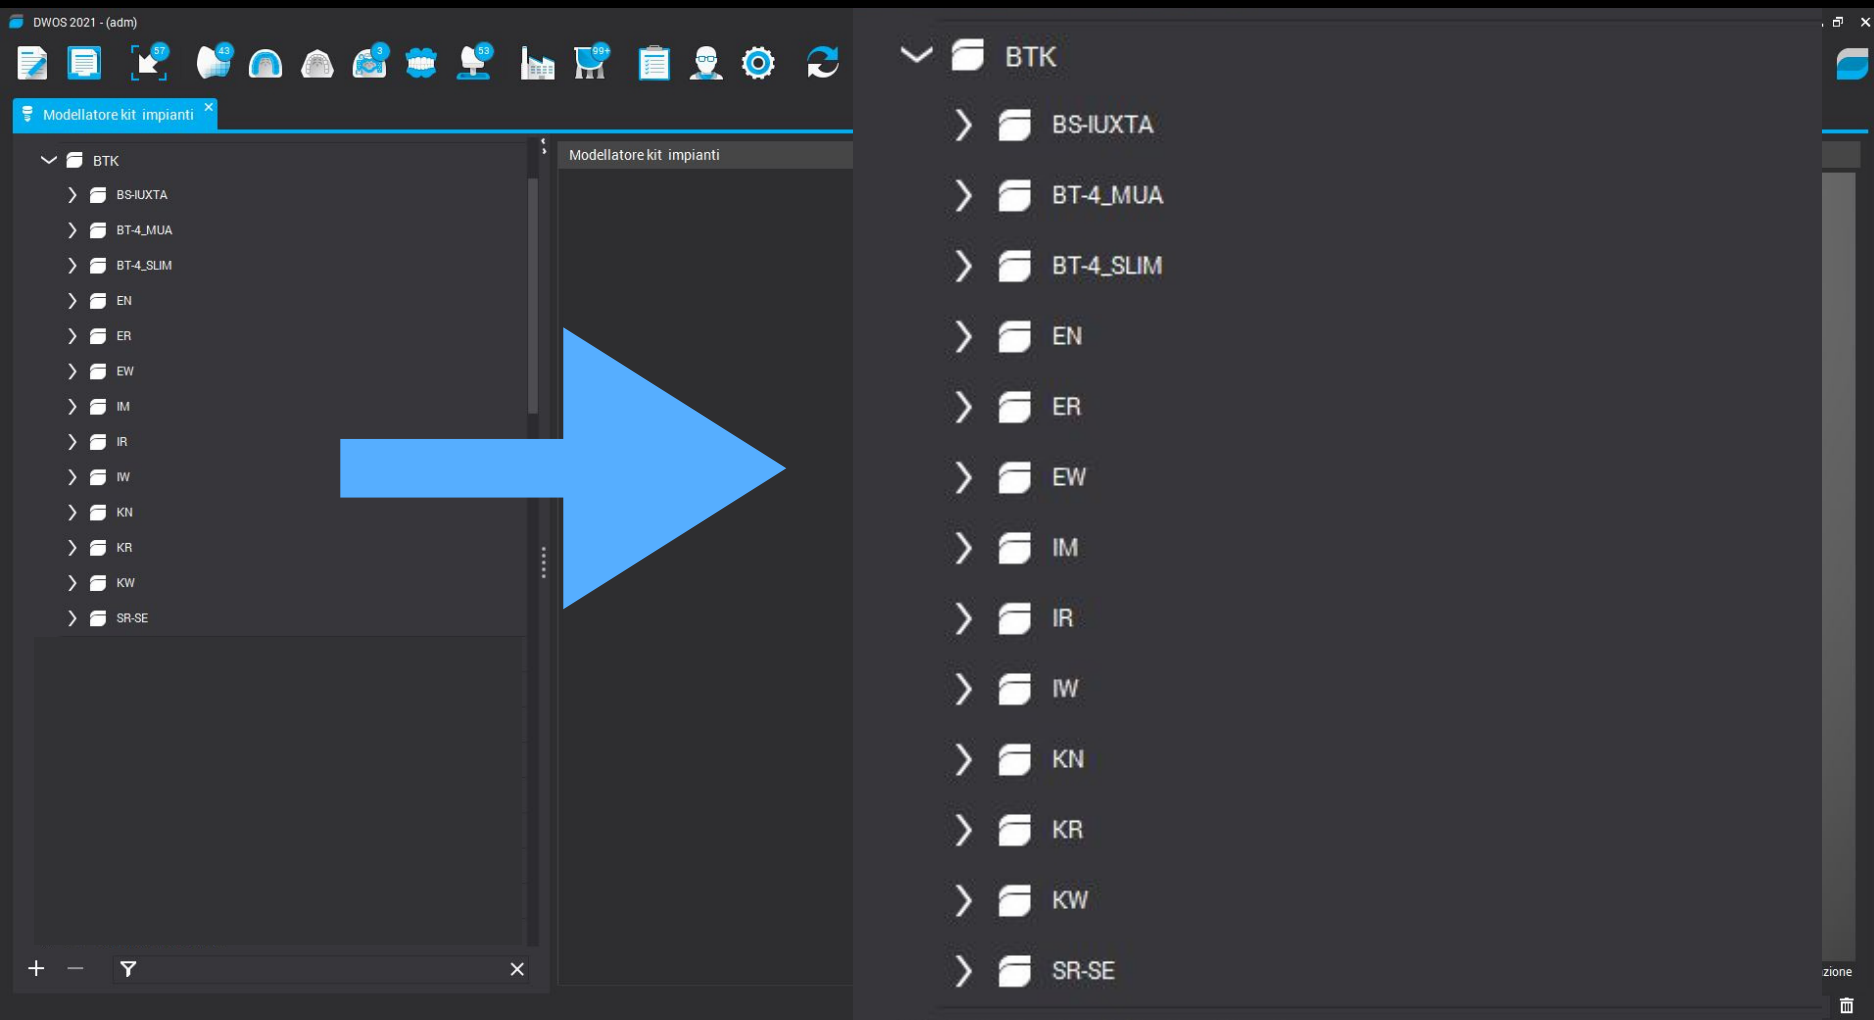 DWOS 2021 - (adm)
57
43
3
53
99+
Modellatore kit impianti
BTK
BS-IUXTA
BT-4_MUA
BT-4_SLIM
EN
ER
EW
IM
IR
IW
KN
KR
KW
SR-SE
Modellatore kit impianti
BTK
BS-IUXTA
BT-4_MUA
BT-4_SLIM
EN
ER
EW
IM
IR
IW
KN
KR
KW
SR-SE
zione